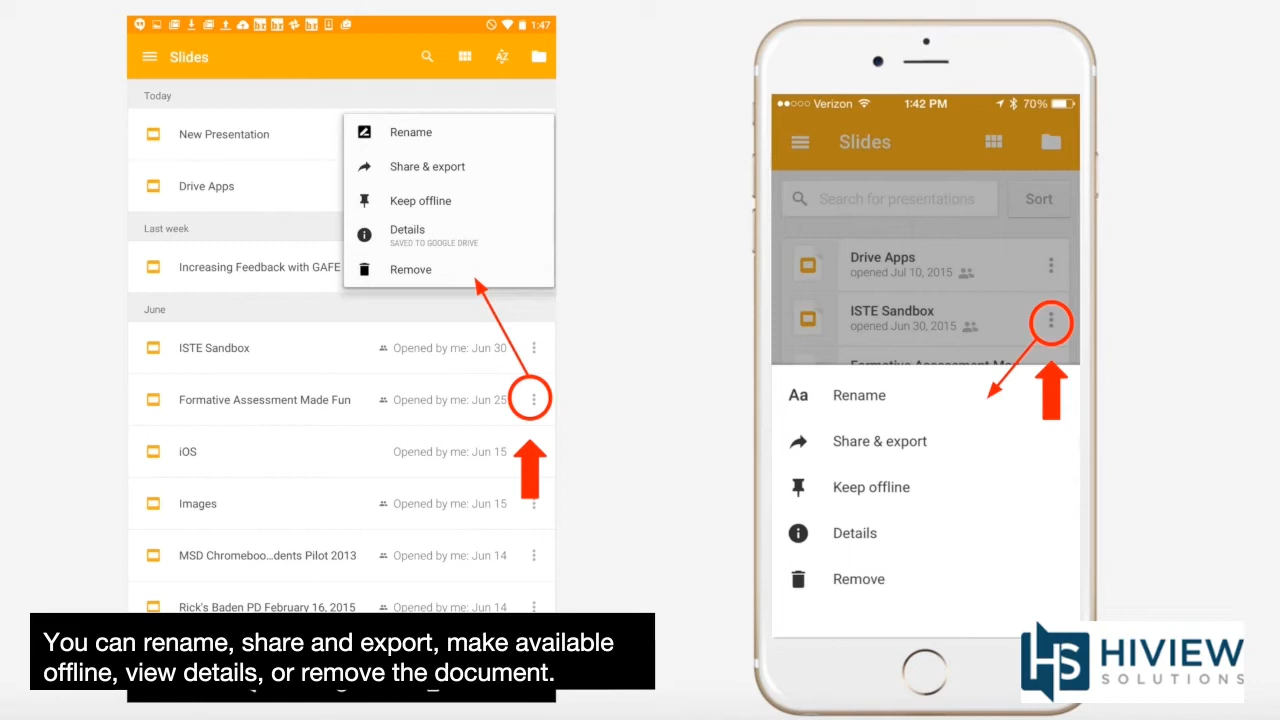 1:47
Slides
AZ
Today
New Presentation
Drive Apps
Last week
Increasing Feedback with GAFE
June
ISTE Sandbox
Opened by me: Jun 30
Formative Assessment Made Fun
Opened by me: Jun 25
iOS
Opened by me: Jun 15
Images
Opened by me: Jun 15
MSD Chromeboo...dents Pilot 2013
Opened by me: Jun 14
Rick's Baden PD February 16, 2015
Opened by me: Jun 14
Rename
Share & export
Keep offline
Details
SAVED TO GOOGLE DRIVE
Remove
Verizon
1:42 PM
70%
Slides
Search for presentations
Sort
Drive Apps
opened Jul 10, 2015
ISTE Sandbox
opened Jun 30, 2015
Formative Assessment Ma
Aa
Rename
Share & export
Keep offline
Details
Remove
You can rename, share and export, make available
offline, view details, or remove the document.
HS
HIVIEW
SOLUTIONS